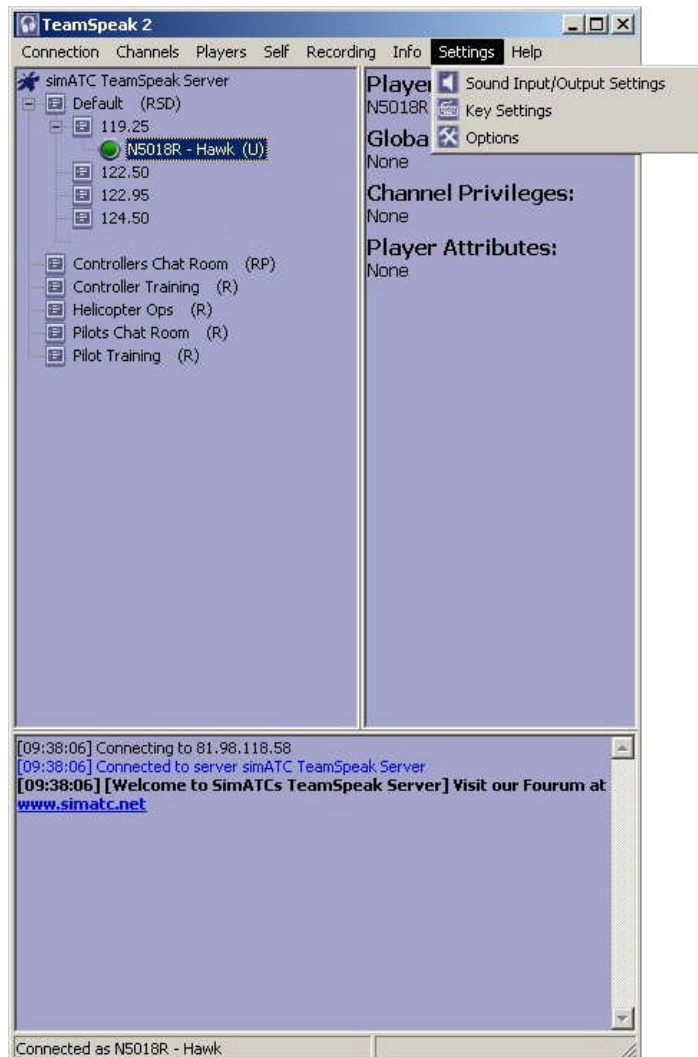 TeamSpeak 2
Connection Channels Players Self Recording Info Settings Help
Sound Input/Output Settings
Key Settings
Options
simATC TeamSpeak Server
Default (RSD)
119.25
N5018R - Hawk (U)
122.50
122.95
124.50
Controllers Chat Room (RP)
Controller Training (R)
Helicopter Ops (R)
Pilots Chat Room (R)
Pilot Training (R)
Player
N5018R
Globa
None
Channel Privileges:
None
Player Attributes:
None
[09:38:06] Connecting to 81.98.118.58
[09:38:06] Connected to server simATC TeamSpeak Server
[09:38:06] [Welcome to SimATCs TeamSpeak Server] Visit our Fourum at
www.simatc.net
Connected as N5018R - Hawk